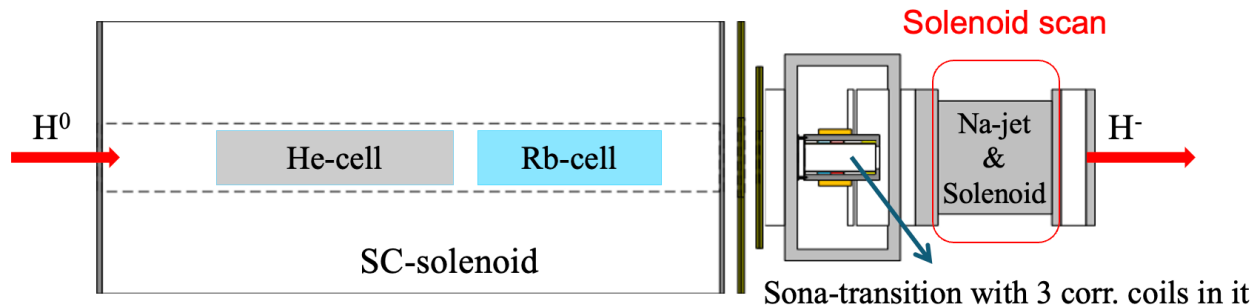 Solenoid scan
H⁰
He-cell
Rb-cell
Na-jet
&
Solenoid
H⁻
SC-solenoid
Sona-transition with 3 corr. coils in it